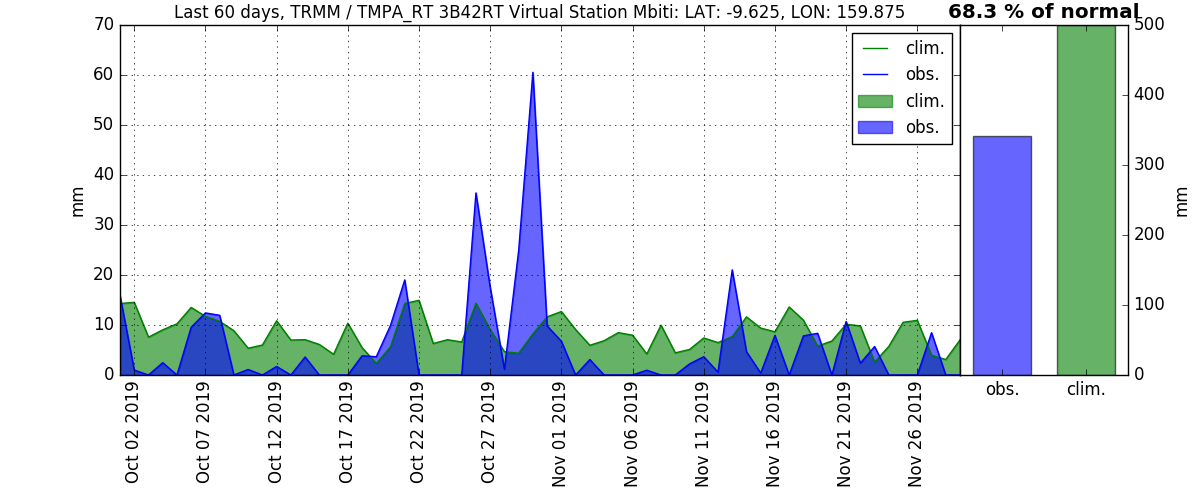 Last 60 days, TRMM / TMPA_RT 3B42RT Virtual Station Mbiti: LAT: -9.625, LON: 159.875
68.3 % of normal
70
60
50
40
30
20
10
0
mm
clim.
obs.
clim.
obs.
Oct 02 2019
Oct 07 2019
Oct 12 2019
Oct 17 2019
Oct 22 2019
Oct 27 2019
Nov 01 2019
Nov 06 2019
Nov 11 2019
Nov 16 2019
Nov 21 2019
Nov 26 2019
500
400
300
200
100
0
mm
obs. clim.